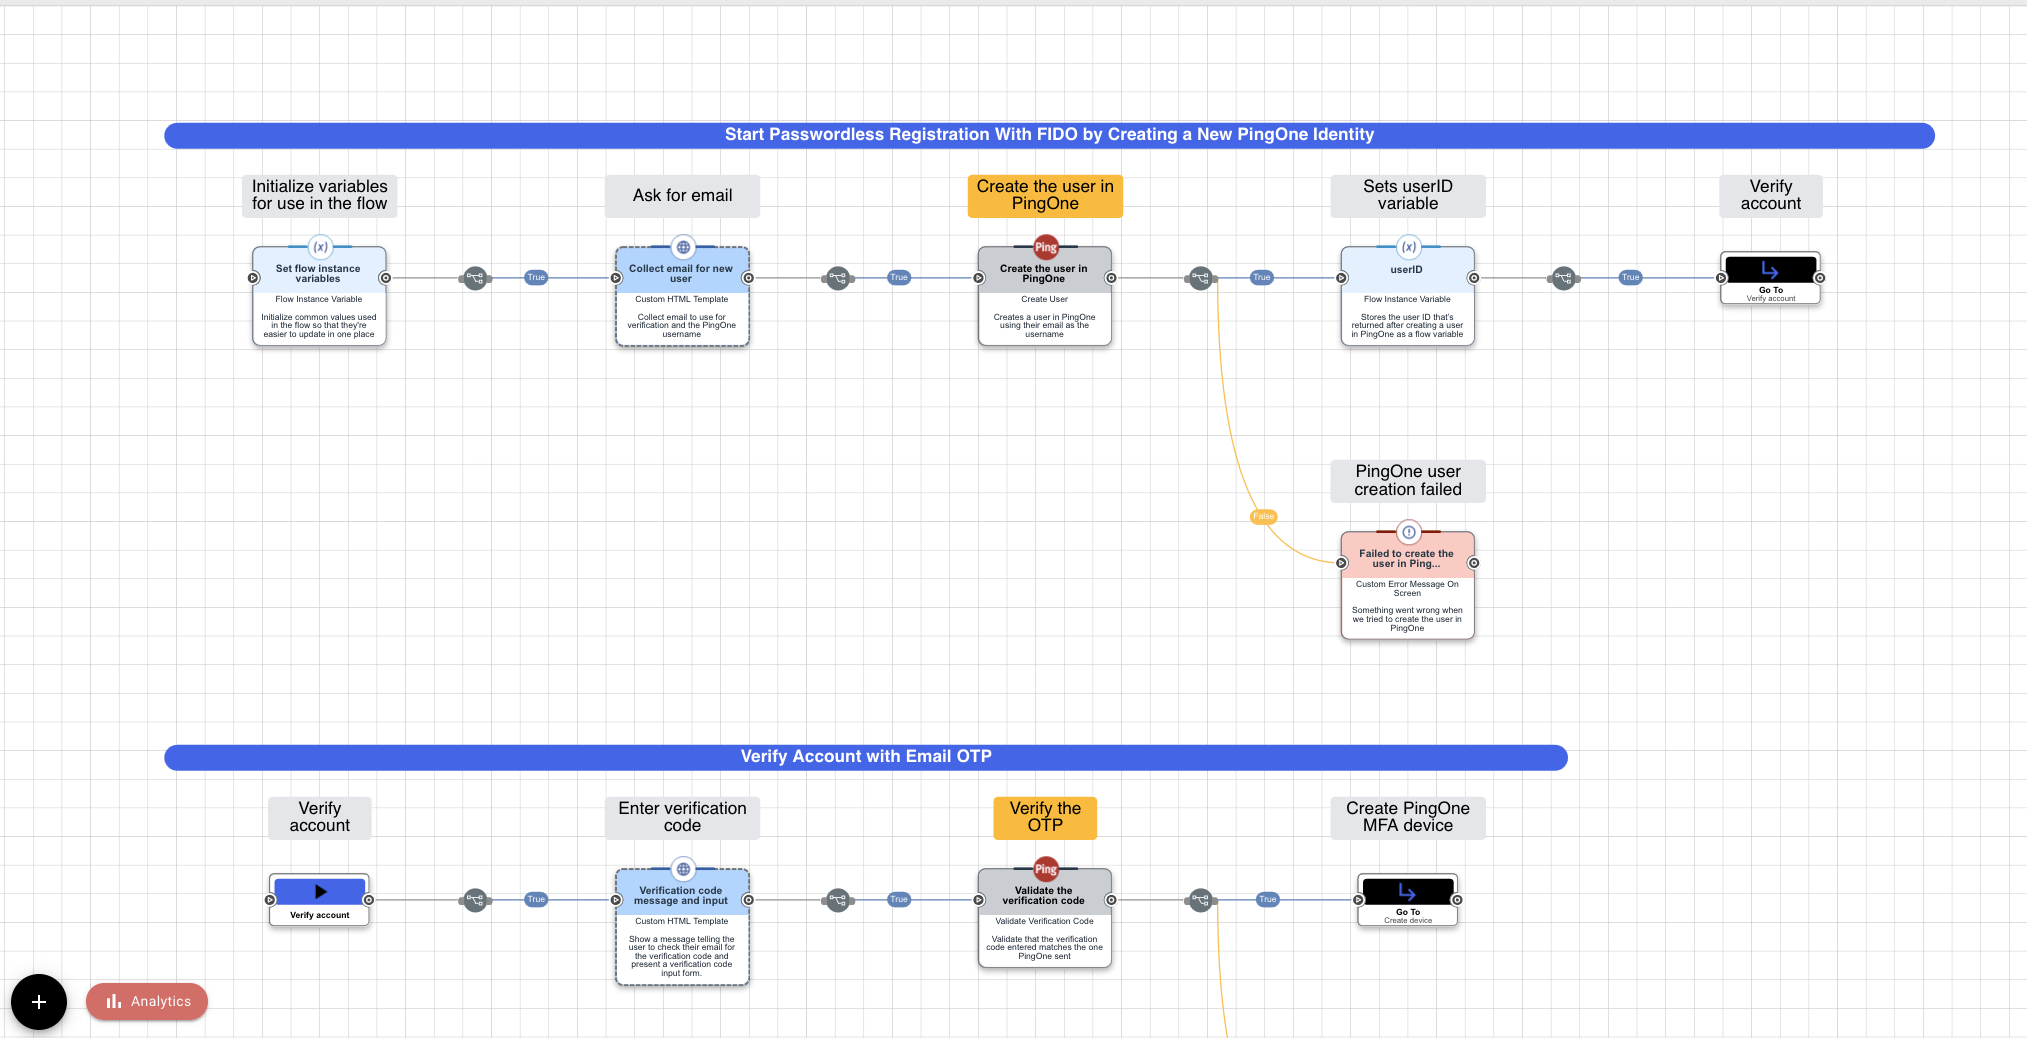 Start Passwordless Registration With FIDO by Creating a New PingOne Identity
Initialize variables
for use in the flow
Ask for email
Create the user in
PingOne
Sets userID
variable
Verify
account
(x)
Set flow instance
variables
Flow Instance Variable
Initialize common values used
in the flow so that they're
easier to update in one place
True
Collect email for new
user
Custom HTML Template
Collect email to use for
verification and the PingOne
username
True
Ping
Create the user in
PingOne
Create User
Creates a user in PingOne
using their email as the
username
True
(x)
userID
Flow Instance Variable
Stores the user ID that's
returned after creating a user
in PingOne as a flow variable
True
Go To
Verify account
False
PingOne user
creation failed
Failed to create the
user in Ping...
Custom Error Message On
Screen
Something went wrong when
we tried to create the user in
PingOne
Verify Account with Email OTP
Verify
account
Enter verification
code
Verify the
OTP
Create PingOne
MFA device
Verify account
True
Verification code
message and input
Custom HTML Template
Show a message telling the
user to check their email for
the verification code and
present a verification code
input form.
True
Ping
Validate the
verification code
Validate Verification Code
Validate that the verification
code entered matches the one
PingOne sent
True
Go To
Create device
+
Analytics